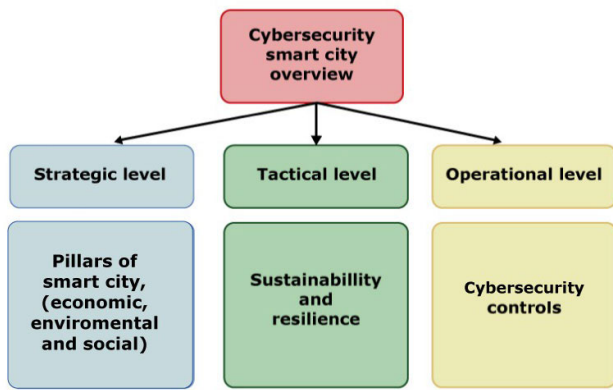 Cybersecurity
smart city
overview
Strategic level
Tactical level
Operational level
Pillars of
smart city,
(economic,
enviromental
and social)
Sustainabillity
and
resilience
Cybersecurity
controls